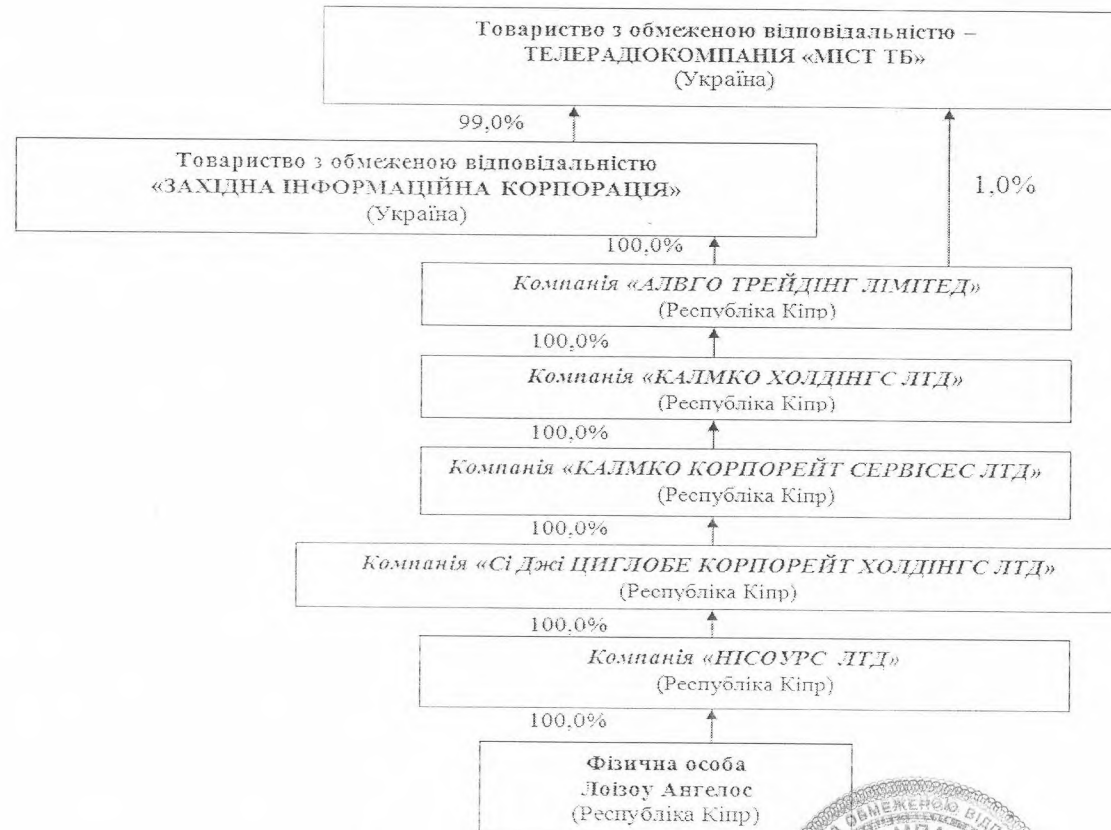 Товариство з обмеженою відповідальністю –
ТЕЛЕРАДІОКОМПАНІЯ «МІСТ ТБ»
(Україна)
99,0%
Товариство з обмеженою відповідальністю
«ЗАХІДНА ІНФОРМАЦІЙНА КОРПОРАЦІЯ»
(Україна)
1,0%
100,0%
Компанія «АЛВГО ТРЕЙДІНГ ЛІМІТЕД»
(Республіка Кіпр)
100,0%
Компанія «КАЛМКО ХОЛДІНГС ЛТД»
(Республіка Кіпр)
100,0%
Компанія «КАЛМКО КОРПОРЕЙТ СЕРВІСЕС ЛТД»
(Республіка Кіпр)
100,0%
Компанія «Сі Джі ЦИГЛОБЕ КОРПОРЕЙТ ХОЛДІНГС ЛТД»
(Республіка Кіпр)
100,0%
Компанія «НІСОУРС ЛТД»
(Республіка Кіпр)
100,0%
Фізична особа
Лоізоу Ангелос
(Республіка Кіпр)
ОБМЕЖЕНОЮ